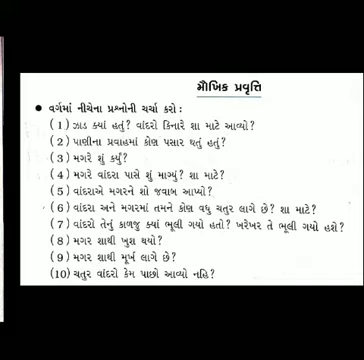 મૌખિક પ્રવૃત્તિ
● વર્ગમાં નીચેના પ્રશ્નોની ચર્ચા કરો :
(1) ઝાડ ક્યાં હતું? વાંદરો કિનારે શા માટે આવ્યો?
(2) પાણીના પ્રવાહમાં કોણ પસાર થતું હતું?
(3) મગરે શું કર્યું?
(4) મગરે વાંદરા પાસે શું માગ્યું? શા માટે?
(5) વાંદરાએ મગરને શો જવાબ આપ્યો?
(6) વાંદરા અને મગરમાં તમને કોણ વધુ ચતુર લાગે છે? શા માટે?
(7) વાંદરો તેનું કાળજુ ક્યાં ભૂલી ગયો હતો? ખરેખર તે ભૂલી ગયો હશે?
(8) મગર શાથી ખુશ થયો?
(9) મગર શાથી મૂર્ખ લાગે છે?
(10) ચતુર વાંદરો કેમ પાછો આવ્યો નહિ?